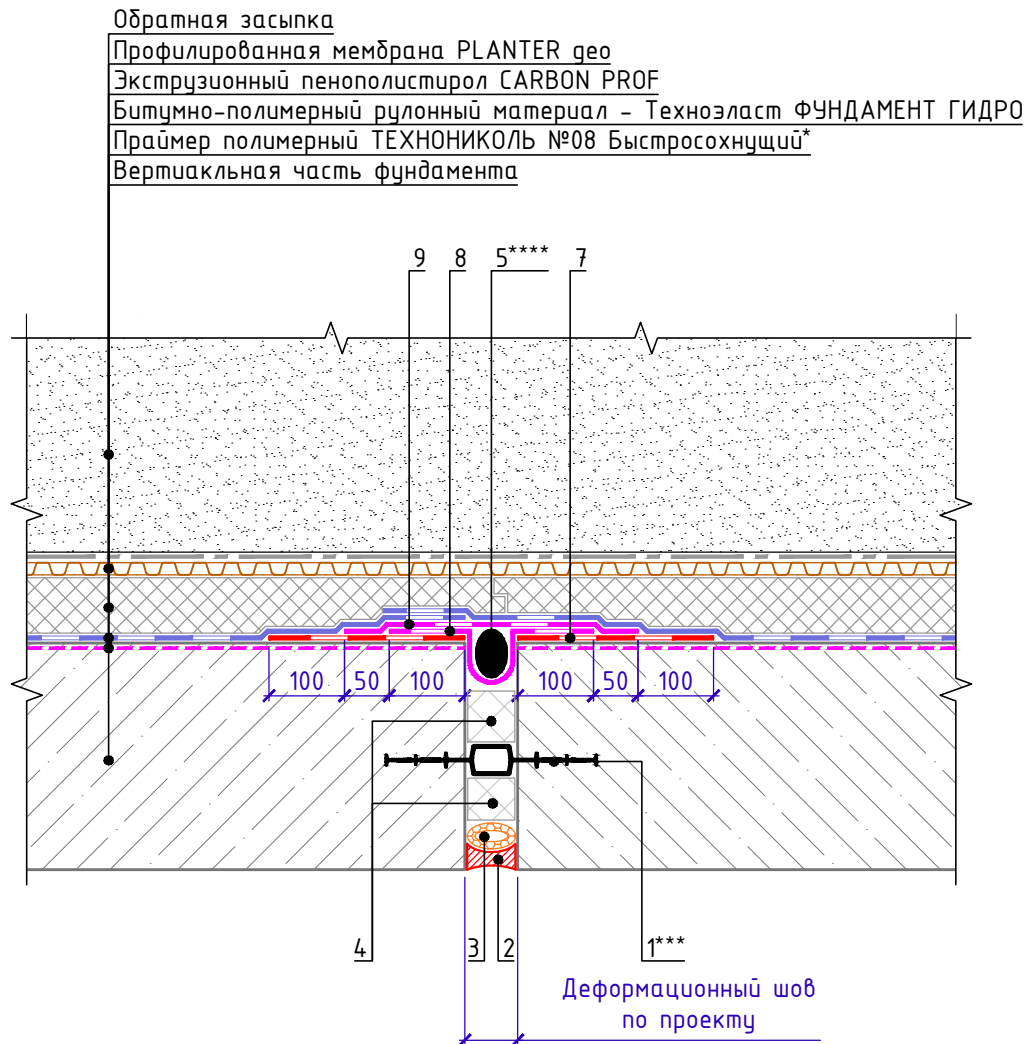 Обратная засыпка
Профилированная мембрана PLANTER geo
Экструзионный пенополистирол CARBON PROF
Битумно-полимерный рулонный материал - Техноэласт ФУНДАМЕНТ ГИДРО
Праймер полимерный ТЕХНОНИКОЛЬ №08 Быстросохнущий*
Вертиакльная часть фундамента
9 8 5**** 7
100 50 100 100 50 100
4 3 2 1***
Деформационный шов
по проекту